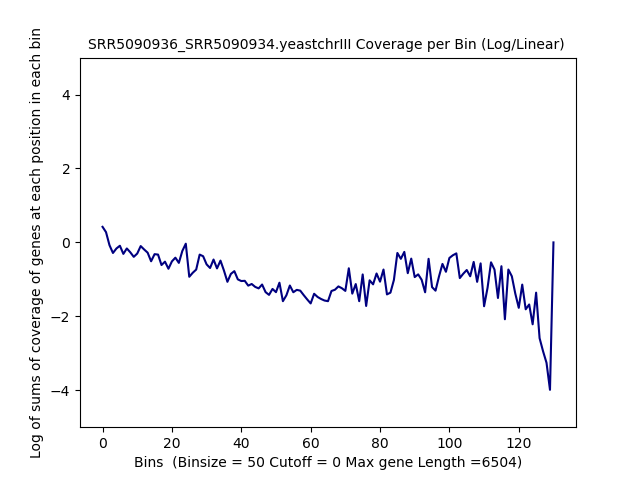 SRR5090936_SRR5090934.yeastchrIII Coverage per Bin (Log/Linear)
Log of sums of coverage of genes at each position in each bin
4
2
0
−2
−4
0 20 40 60 80 100 120
Bins  (Binsize = 50 Cutoff = 0 Max gene Length =6504)